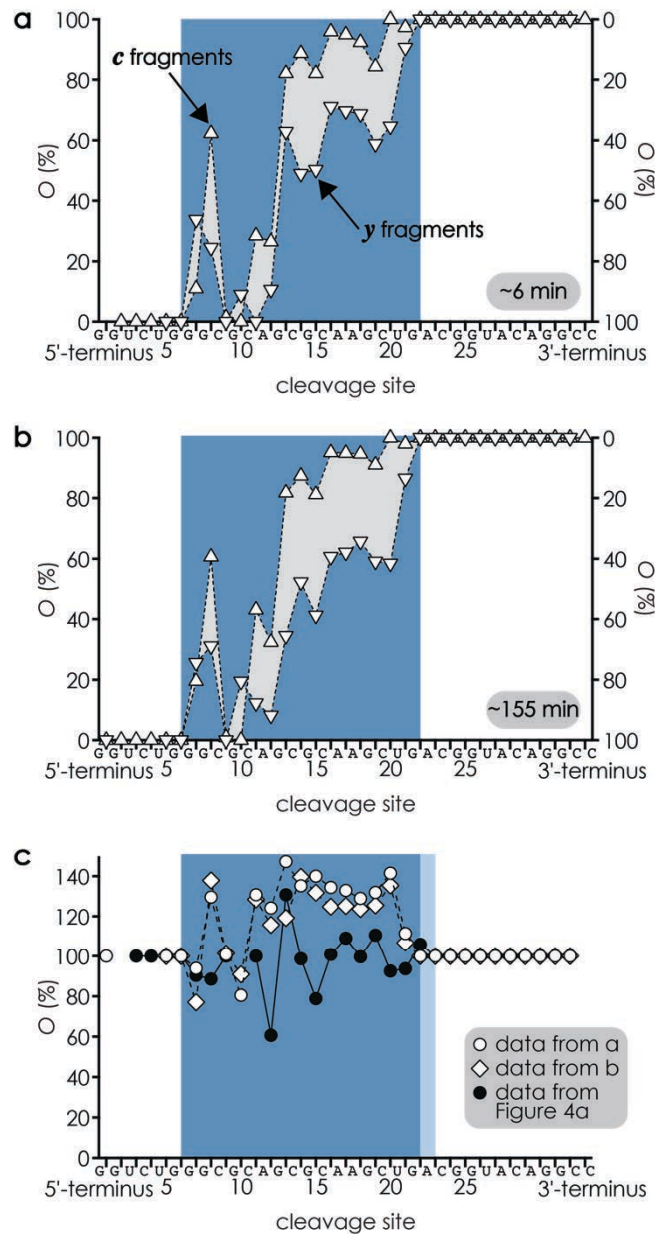 a
100
80
60
40
20
0
O (%)
c fragments
y fragments
~6 min
0
20
40
60
80
100
O (%)
GGUCUGGGCGCAGCGCAAGCUGACGGUACAGGCC
5'-terminus 5 10 15 20 25 3'-terminus
cleavage site
b
100
80
60
40
20
0
O (%)
~155 min
0
20
40
60
80
100
O (%)
GGUCUGGGCGCAGCGCAAGCUGACGGUACAGGCC
5'-terminus 5 10 15 20 25 3'-terminus
cleavage site
c
140
120
100
80
60
40
20
0
O (%)
data from a
data from b
data from
Figure 4a
GGUCUGGGCGCAGCGCAAGCUGACGGUACAGGCC
5'-terminus 5 10 15 20 25 3'-terminus
cleavage site